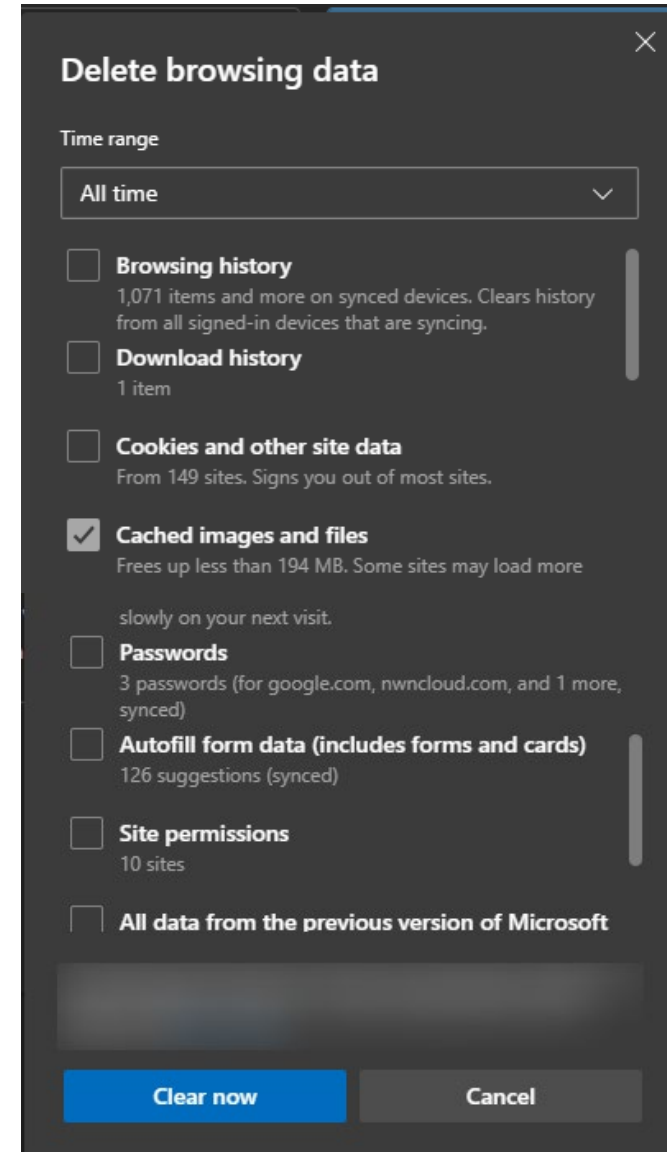 Delete browsing data
Time range
All time
Browsing history
1,071 items and more on synced devices. Clears history
from all signed-in devices that are syncing.
Download history
1 item
Cookies and other site data
From 149 sites. Signs you out of most sites.
Cached images and files
Frees up less than 194 MB. Some sites may load more
slowly on your next visit.
Passwords
3 passwords (for google.com, nwncloud.com, and 1 more,
synced)
Autofill form data (includes forms and cards)
126 suggestions (synced)
Site permissions
10 sites
All data from the previous version of Microsoft
Clear now
Cancel